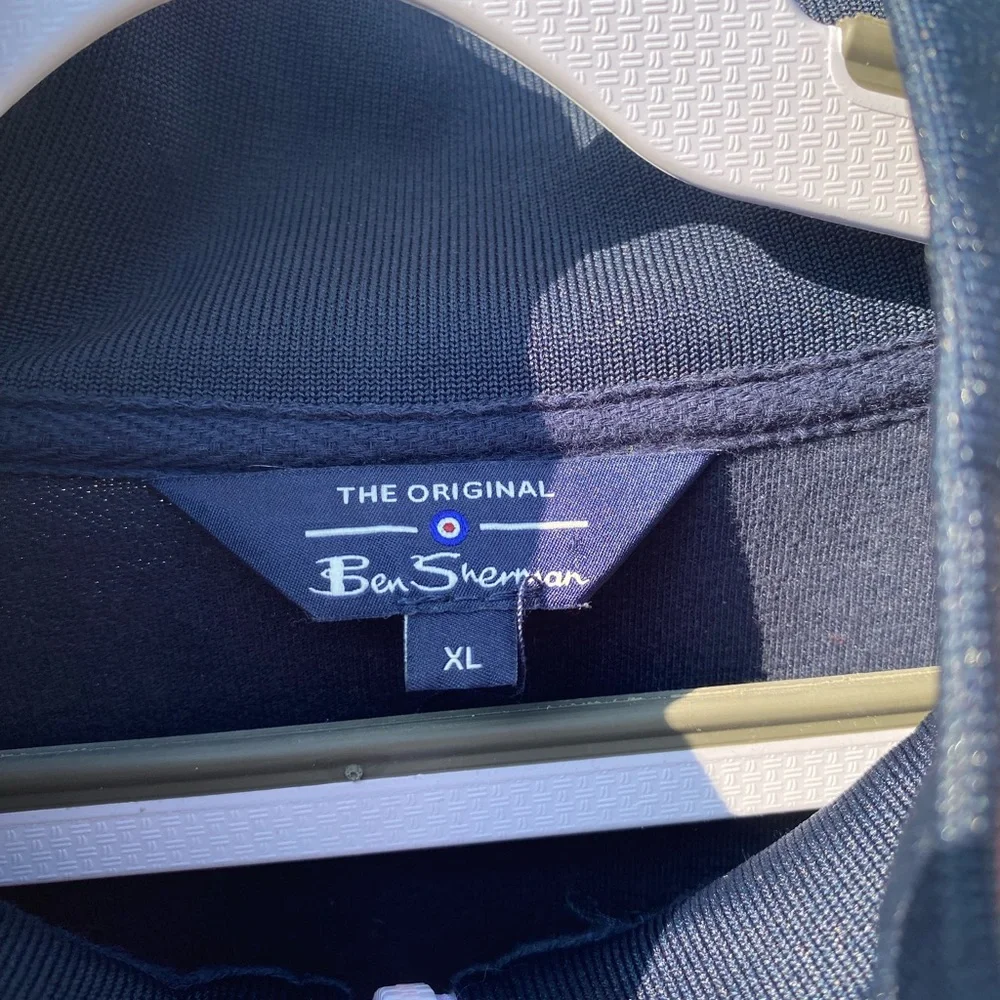 THE ORIGINAL
Ben Sherman
XL